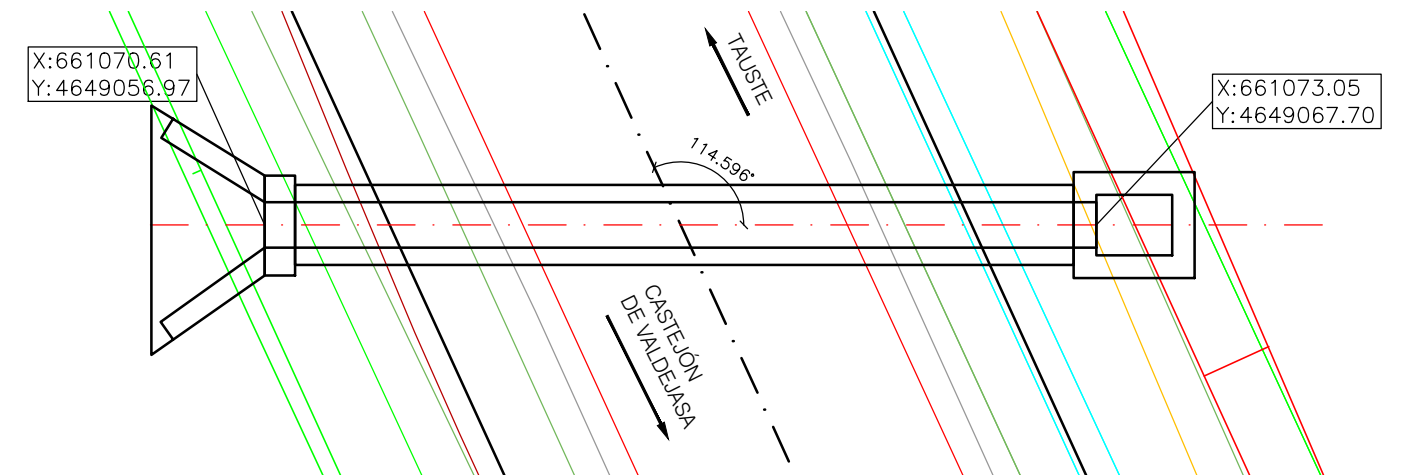 X:661070.61
Y:4649056.97
TAUSTE
X:661073.05
Y:4649067.70
114.596°
CASTEJÓN
DE VALDEJASA